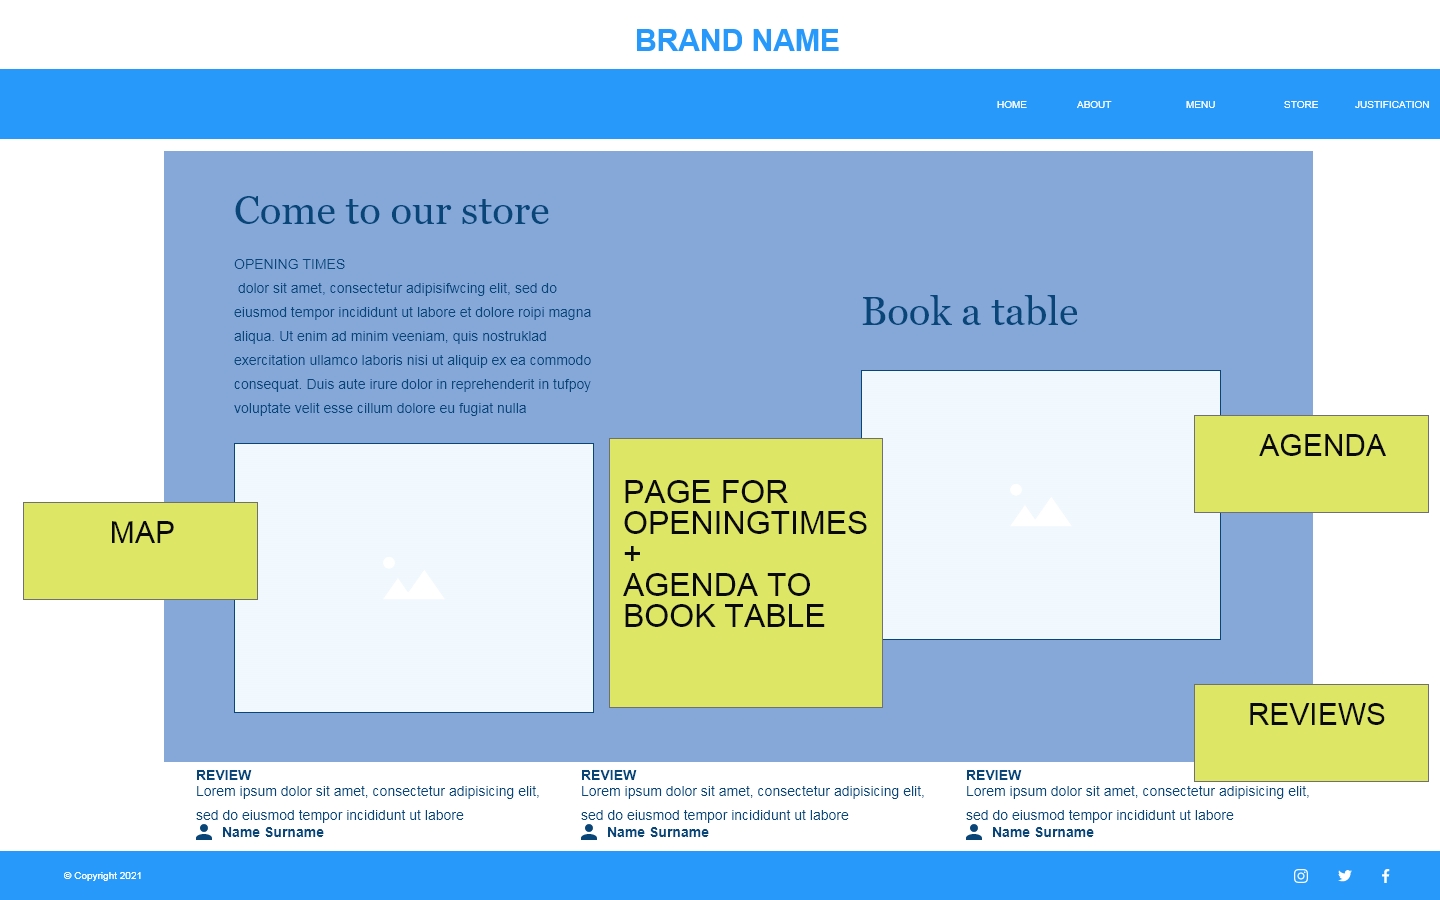 BRAND NAME
HOME
ABOUT
MENU
STORE
JUSTIFICATION
Come to our store
OPENING TIMES
dolor sit amet, consectetur adipisifwcing elit, sed do
eiusmod tempor incididunt ut labore et dolore roipi magna
aliqua. Ut enim ad minim veeniam, quis nostruklad
exercitation ullamco laboris nisi ut aliquip ex ea commodo
consequat. Duis aute irure dolor in reprehenderit in tufpoy
voluptate velit esse cillum dolore eu fugiat nulla
Book a table
MAP
PAGE FOR
OPENINGTIMES
+
AGENDA TO
BOOK TABLE
AGENDA
REVIEWS
REVIEW
Lorem ipsum dolor sit amet, consectetur adipisicing elit,
sed do eiusmod tempor incididunt ut labore
Name Surname
REVIEW
Lorem ipsum dolor sit amet, consectetur adipisicing elit,
sed do eiusmod tempor incididunt ut labore
Name Surname
REVIEW
Lorem ipsum dolor sit amet, consectetur adipisicing elit,
sed do eiusmod tempor incididunt ut labore
Name Surname
© Copyright 2021